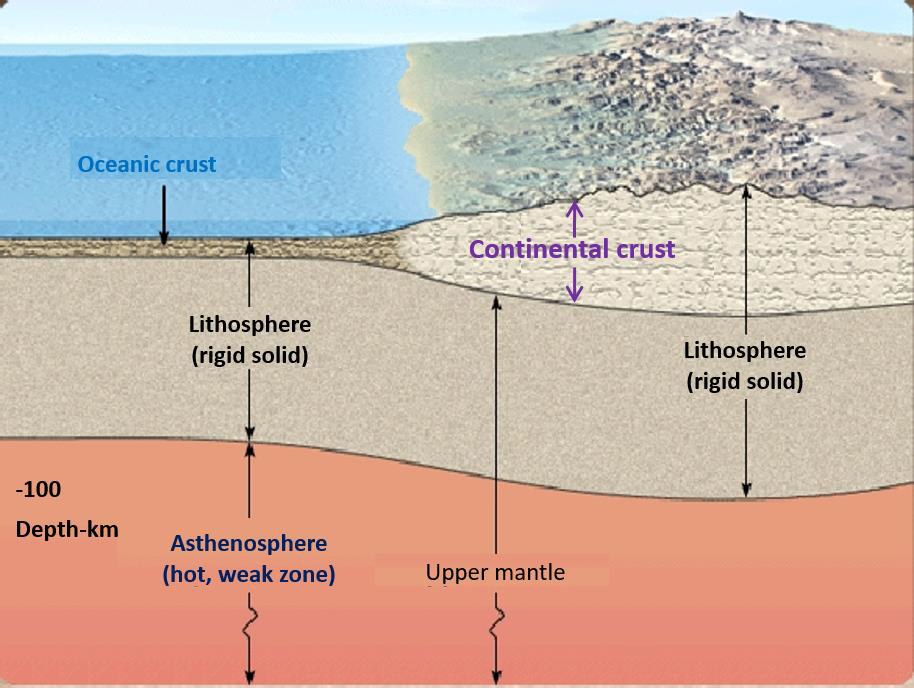 Oceanic crust
Continental crust
Lithosphere
(rigid solid)
Lithosphere
(rigid solid)
-100
Depth-km
Asthenosphere
(hot, weak zone)
Upper mantle